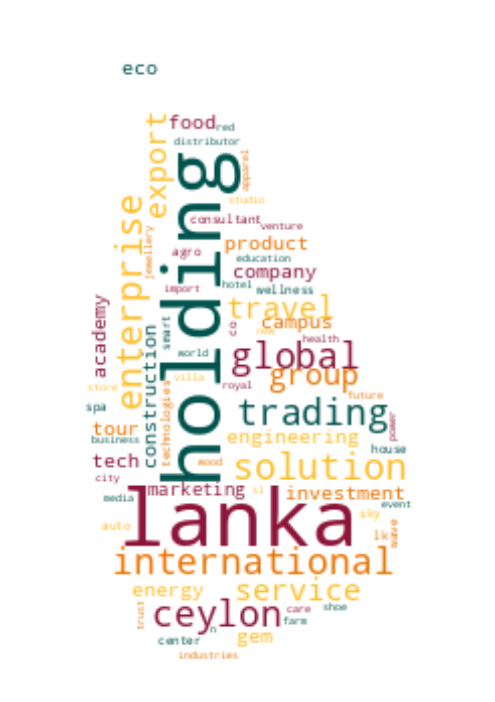 eco
food
red
export
distributor
holding
apparel
enterprise
studio
consultant
venture
jewellery
product
agro
education
company
import
hotel
wellness
academy
travel
campus
co
new
smart
construction
world
health
global
group
villa
royal
store
technologies
future
spa
trading
tour
power
business
engineering
house
tech
wood
solution
city
marketing
sl
investment
media
lanka
event
sky
auto
lk
wave
international
energy
service
trust
ceylon
care
shoe
farm
n
center
gem
industries